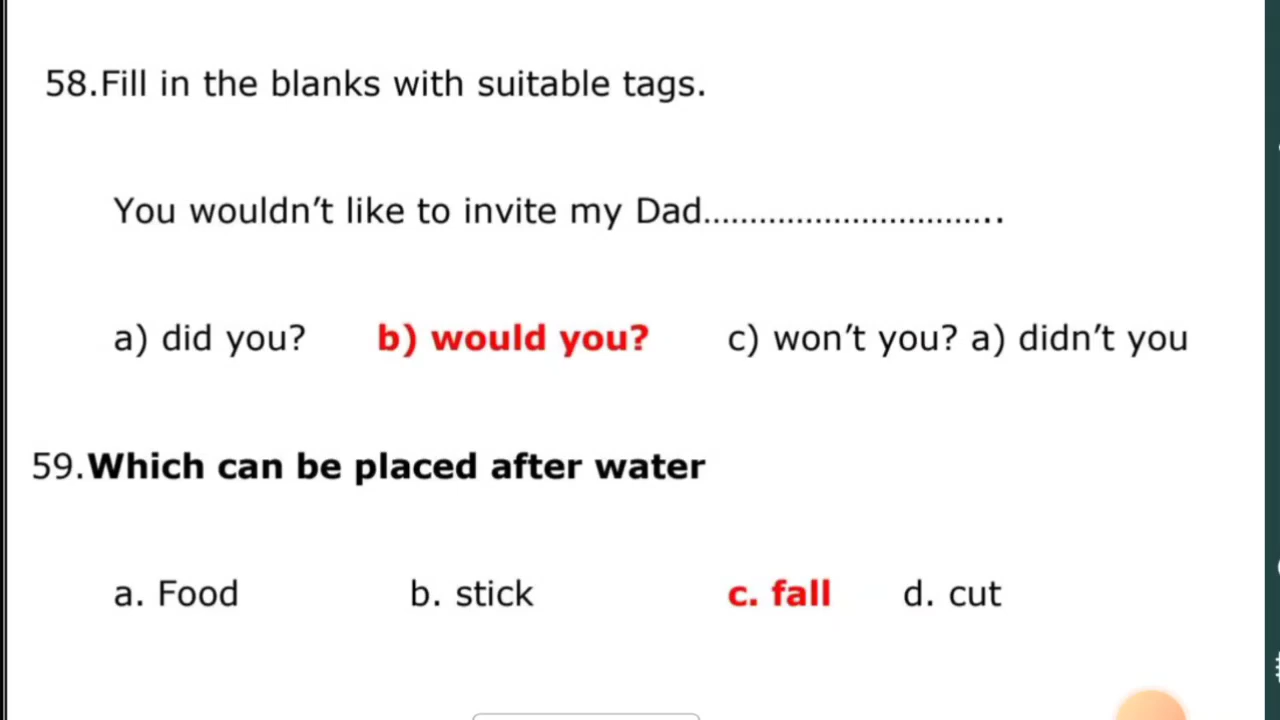 58.Fill in the blanks with suitable tags.
You wouldn’t like to invite my Dad.................................
a) did you? b) would you? c) won’t you? a) didn’t you
59.Which can be placed after water
a. Food b. stick c. fall d. cut